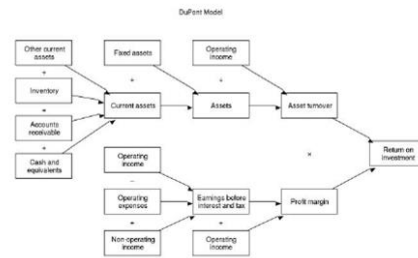 DuPont Model
Other current
assets
Fixed assets
Operating
income
+
+
÷
Inventory
Current assets
Assets
Asset turnover
+
Accounts
receivable
+
Cash and
equivalents
Operating
income
×
Return on
investment
–
Operating
expenses
Earnings before
interest and tax
Profit margin
+
÷
Non-operating
income
Operating
income